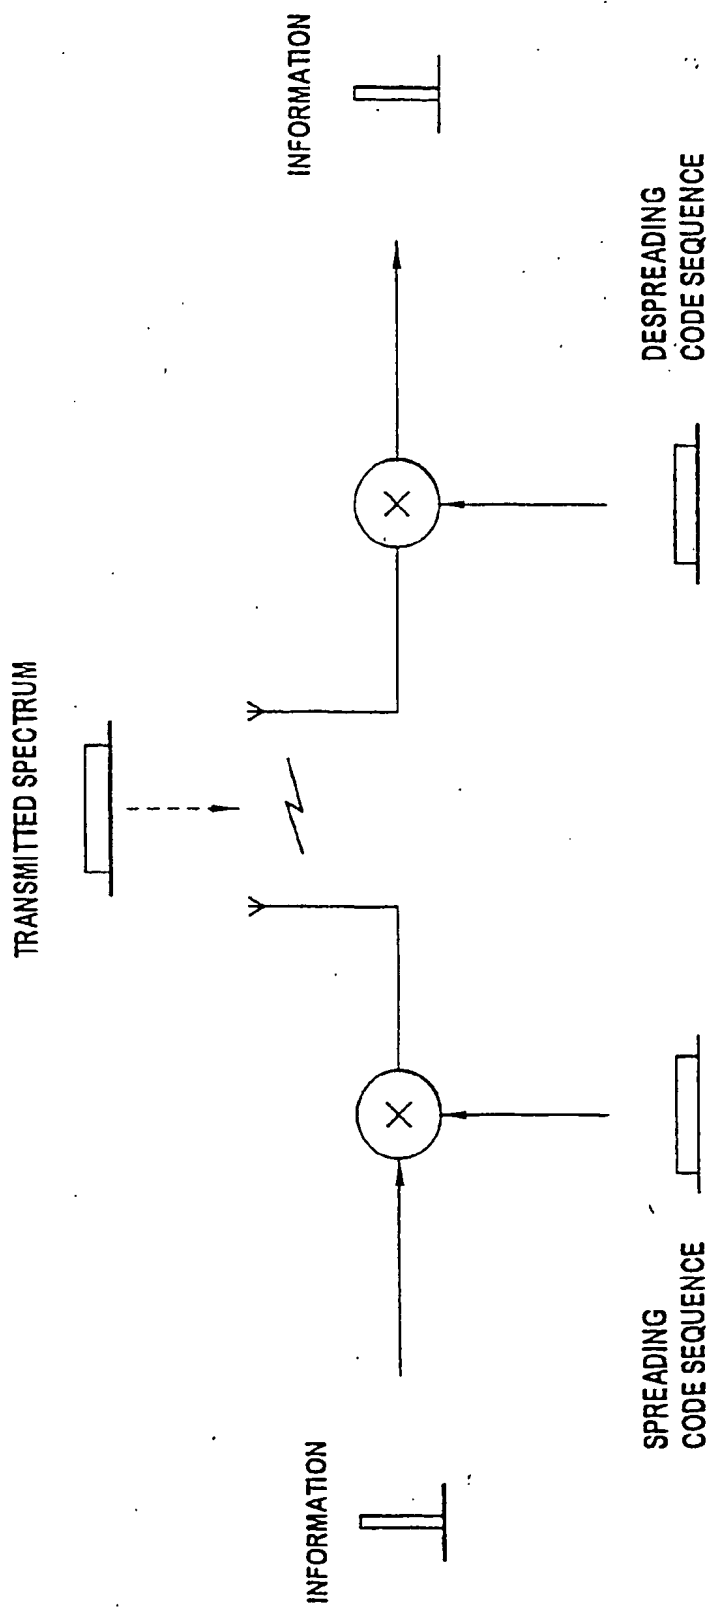 TRANSMITTED SPECTRUM
INFORMATION
INFORMATION
SPREADING
CODE SEQUENCE
DESPREADING
CODE SEQUENCE